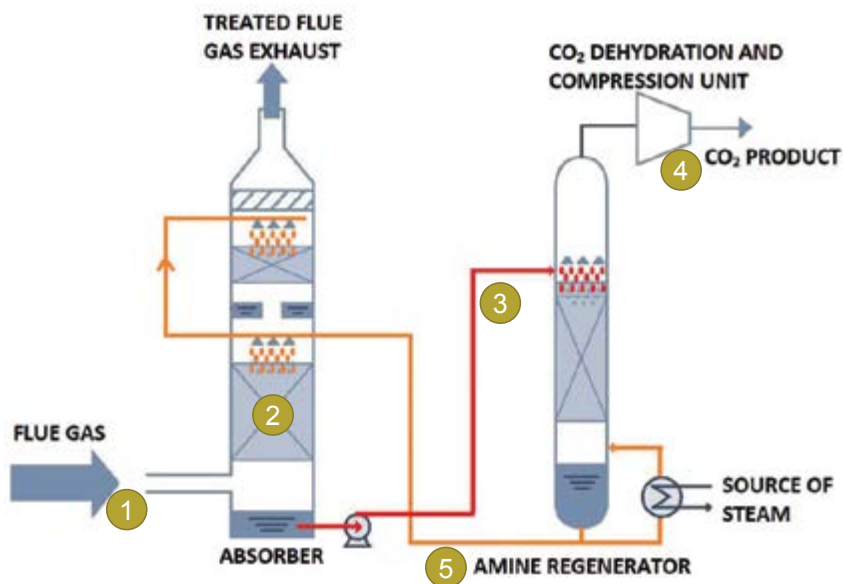 TREATED FLUE
GAS EXHAUST
CO₂ DEHYDRATION AND
COMPRESSION UNIT
4
CO₂ PRODUCT
3
2
FLUE GAS
1
SOURCE OF
STEAM
ABSORBER
5
AMINE REGENERATOR